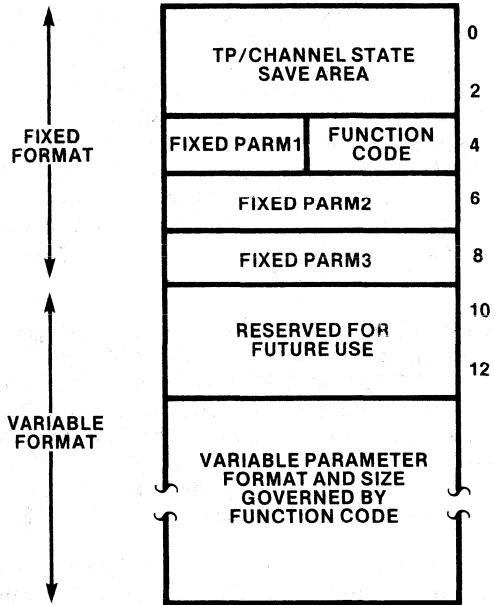 0
TP/CHANNEL STATE
SAVE AREA
2
FIXED
FORMAT
FIXED PARM1
FUNCTION
CODE
4
FIXED PARM2
6
FIXED PARM3
8
10
RESERVED FOR
FUTURE USE
12
VARIABLE
FORMAT
VARIABLE PARAMETER
FORMAT AND SIZE
GOVERNED BY
FUNCTION CODE